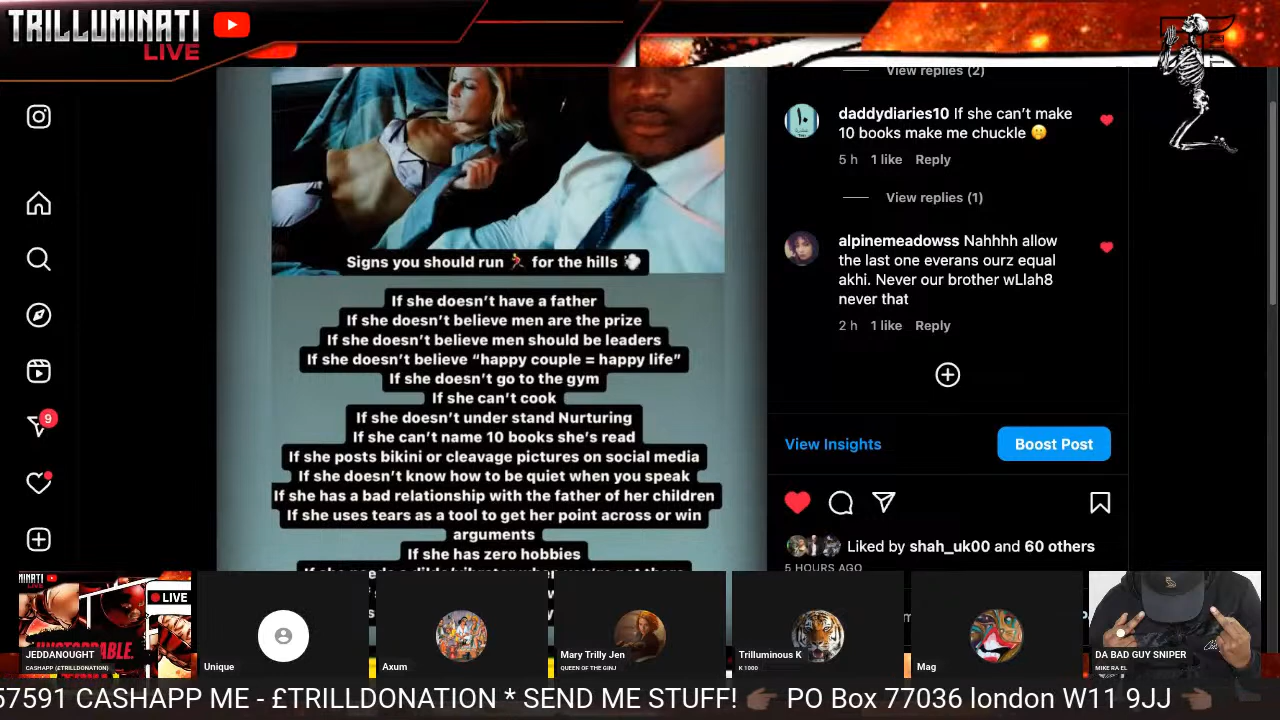 TRILLUMINATI
LIVE
View replies (2)
daddydiaries10 If she can't make
10 books make me chuckle 🤭
5 h 1 like Reply
View replies (1)
alpinemeadowss Nahhhh allow
the last one everans ourz equal
akhi. Never our brother wLlah8
never that
2 h 1 like Reply
View Insights
Boost Post
Liked by shah_uk00 and 60 others
5 HOURS AGO
9
Signs you should run 🏃 for the hills 💨
If she doesn't have a father
If she doesn't believe men are the prize
If she doesn't believe men should be leaders
If she doesn't believe "happy couple = happy life"
If she doesn't go to the gym
If she can't cook
If she doesn't under stand Nurturing
If she can't name 10 books she's read
If she posts bikini or cleavage pictures on social media
If she doesn't know how to be quiet when you speak
If she has a bad relationship with the father of her children
If she uses tears as a tool to get her point across or win
arguments
If she has zero hobbies
LIVE
JEDDANOUGHT
CASHAPP (£TRILLDONATION)
Unique
Axum
Mary Trilly Jen
QUEEN OF THE GINJ
Trilluminous K
K 1000
Mag
DA BAD GUY SNIPER
MIKE RA EL
57591 CASHAPP ME - £TRILLDONATION * SEND ME STUFF! 👉 PO Box 77036 london W11 9JJ 👈